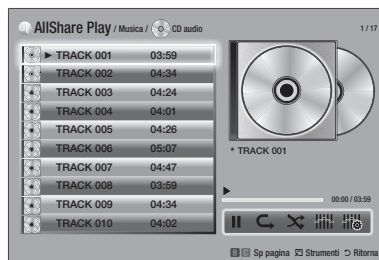 AllShare Play / Musica / CD audio 1 / 17
► TRACK 001 03:59
TRACK 002 04:34
TRACK 003 04:24
TRACK 004 04:01
TRACK 005 04:26
TRACK 006 05:07
TRACK 007 04:47
TRACK 008 03:59
TRACK 009 04:34
TRACK 010 04:02
* TRACK 001
00:00 / 03:59
B C Sp pagina Strumenti Ritorna